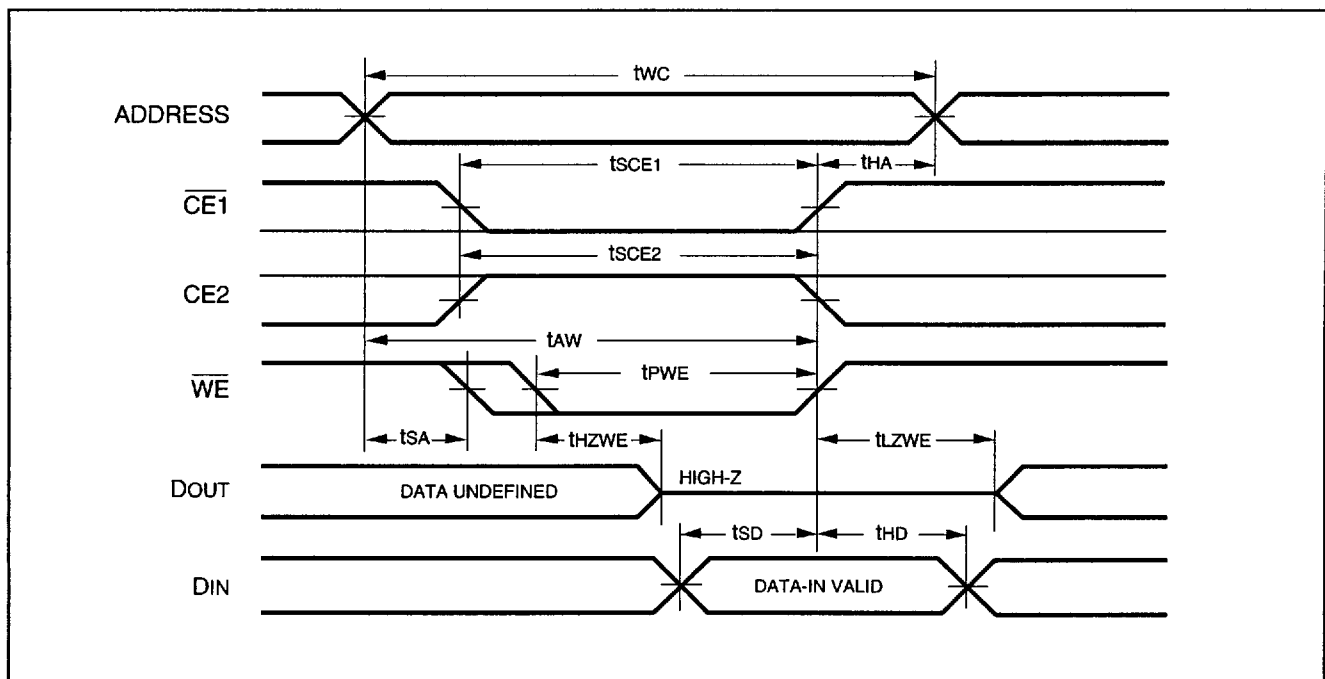 tWC
ADDRESS
tSCE1
tHA
CE1
tSCE2
CE2
tAW
tPWE
WE
tSA
tHZWE
tLZWE
HIGH-Z
DOUT
DATA UNDEFINED
tSD
tHD
DIN
DATA-IN VALID